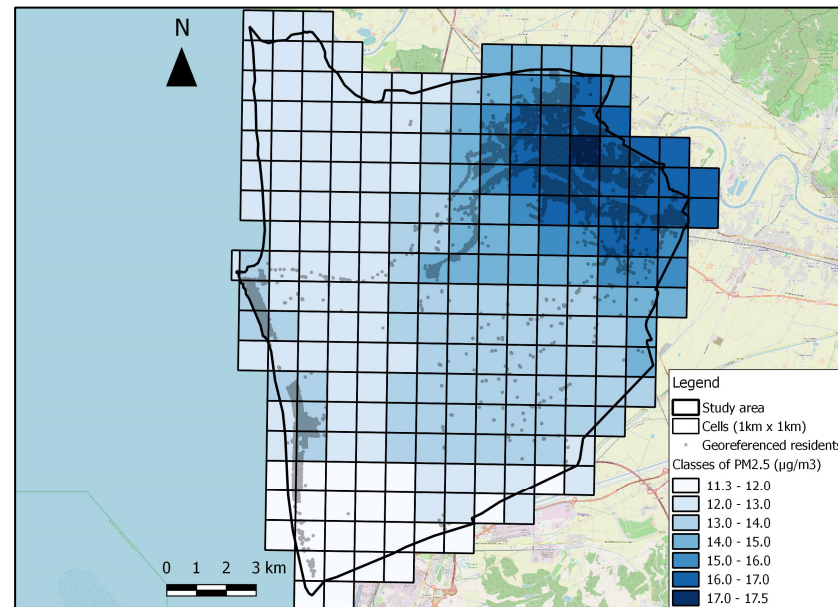 N
Legend
Study area
Cells (1km x 1km)
Georeferenced residents
Classes of PM2.5 (µg/m3)
11.3 - 12.0
12.0 - 13.0
13.0 - 14.0
14.0 - 15.0
15.0 - 16.0
16.0 - 17.0
17.0 - 17.5
0 1 2 3 km